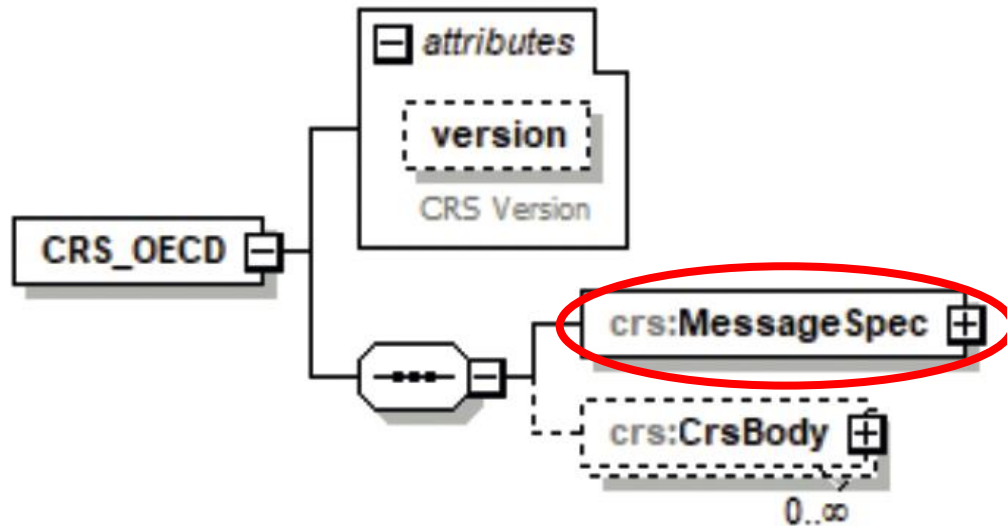 attributes
version
CRS Version
CRS_OECD
crs:MessageSpec
crs:CrsBody
0..∞